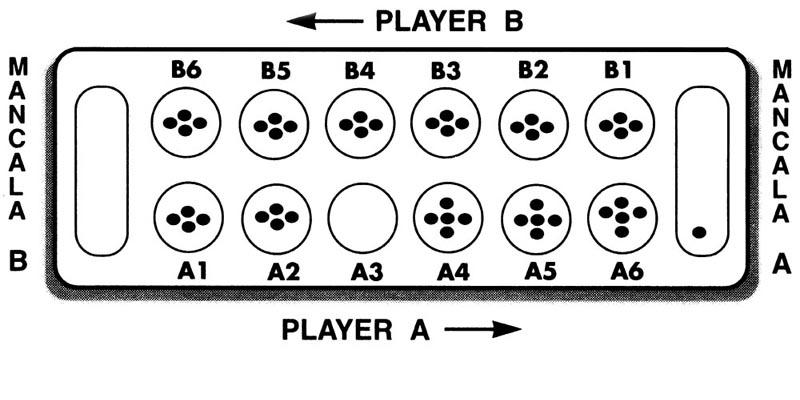 PLAYER B
MANCALA B
B6 B5 B4 B3 B2 B1
A1 A2 A3 A4 A5 A6
MANCALA A
PLAYER A